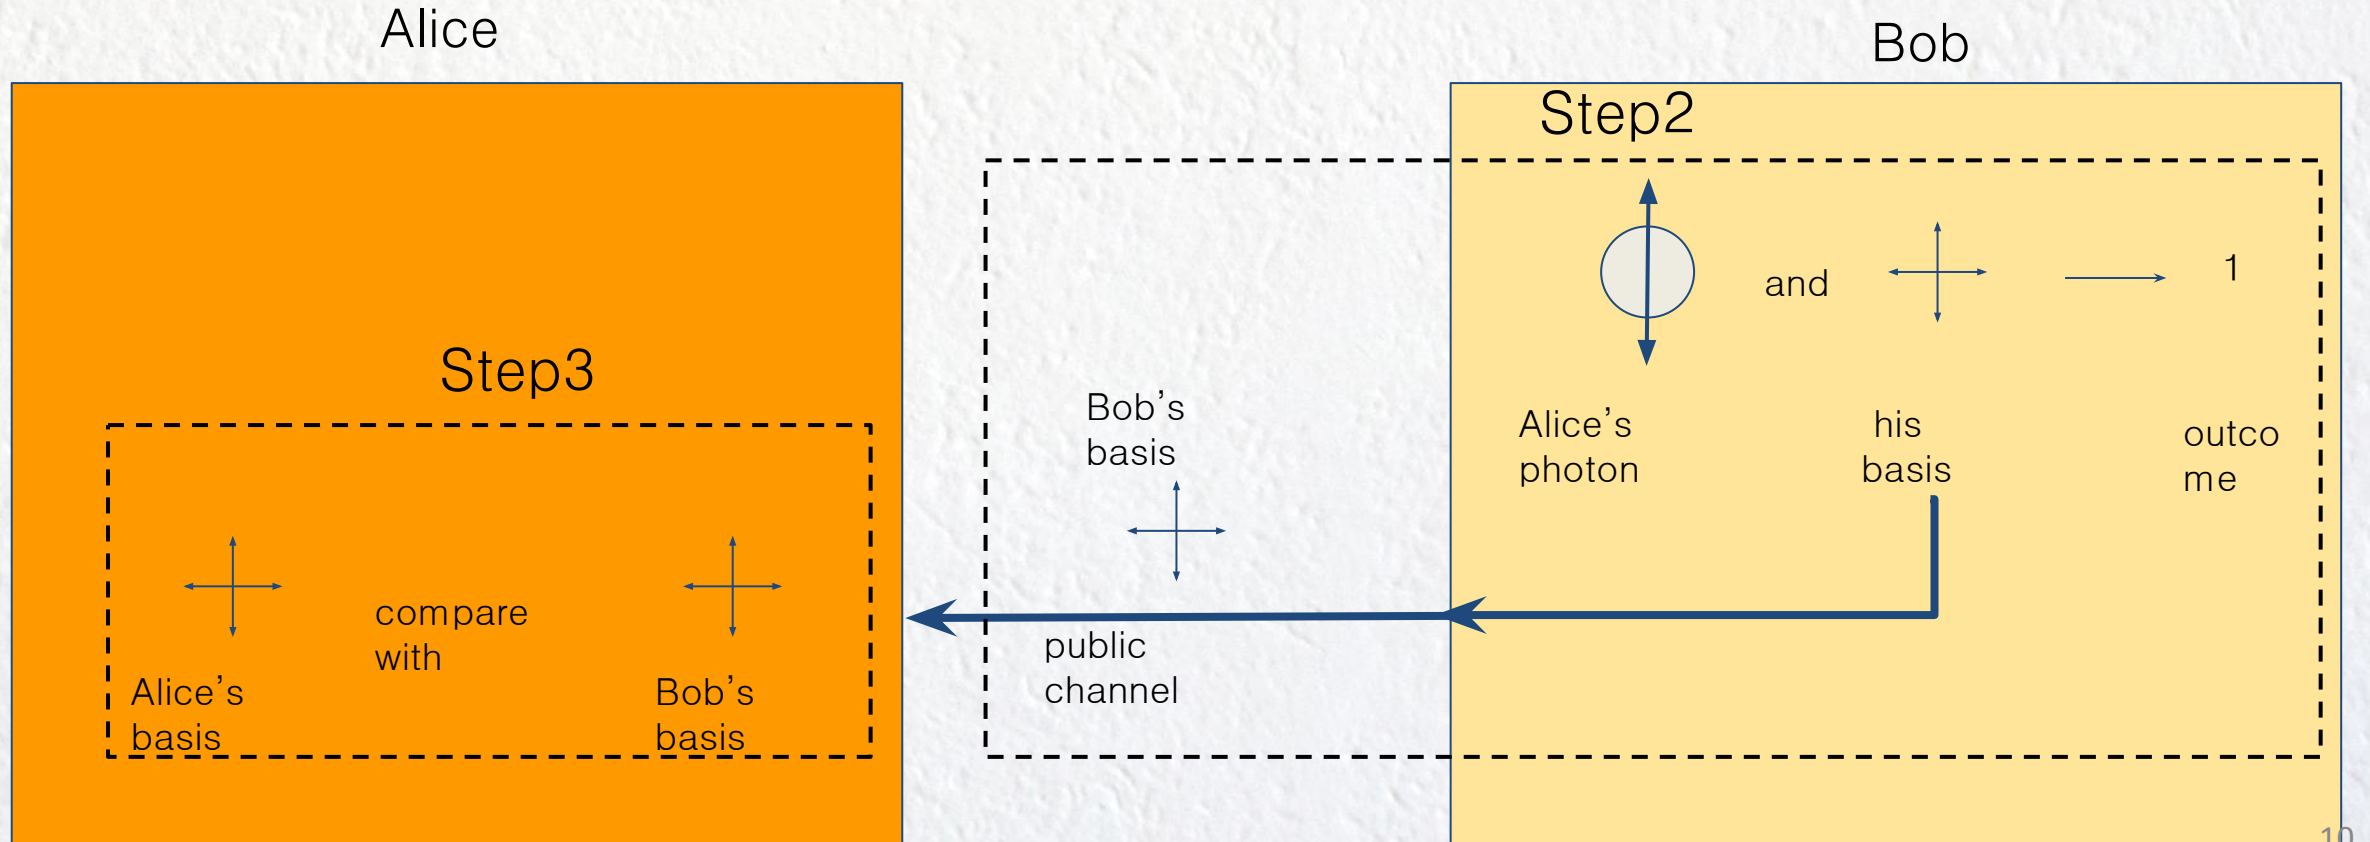 Alice
Bob
Step2
and
1
Alice's
photon
his
basis
outco
me
Bob's
basis
public
channel
Step3
compare
with
Alice's
basis
Bob's
basis
10